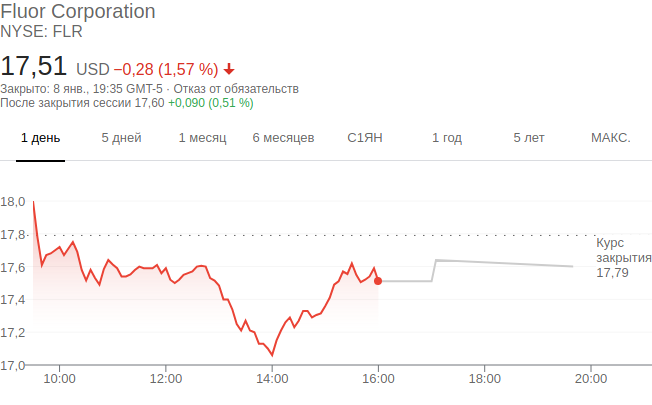 Fluor Corporation
NYSE: FLR
17,51 USD −0,28 (1,57 %)
Закрыто: 8 янв., 19:35 GMT-5 · Отказ от обязательств
После закрытия сессии 17,60 +0,090 (0,51 %)
1 день 5 дней 1 месяц 6 месяцев С1ЯН 1 год 5 лет МАКС.
18,0
17,8
Курс
закрытия
17,79
17,6
17,4
17,2
17,0
10:00 12:00 14:00 16:00 18:00 20:00